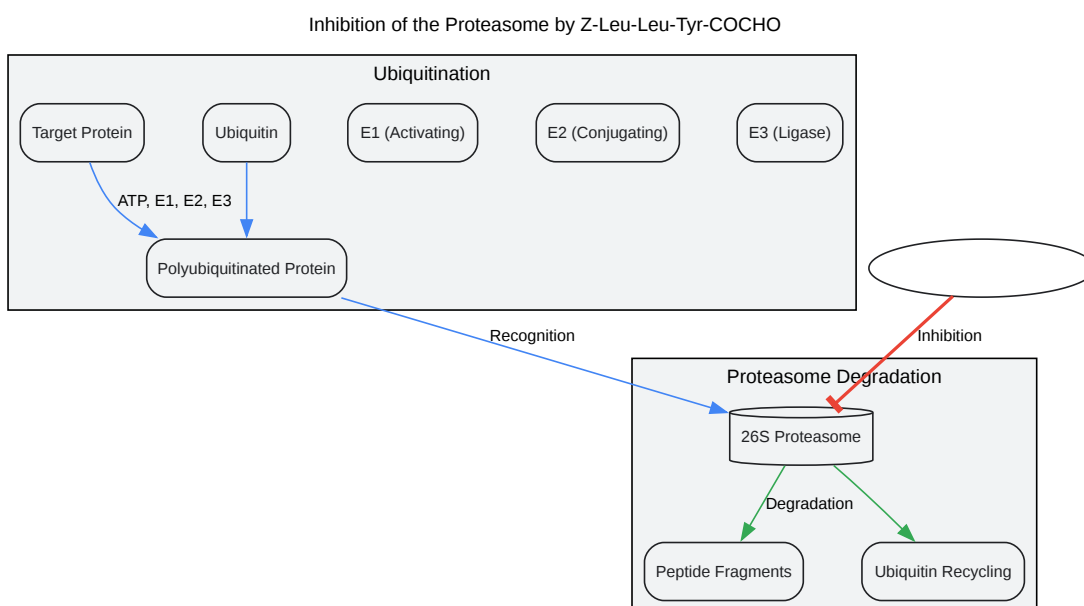 Inhibition of the Proteasome by Z-Leu-Leu-Tyr-COCHO
Ubiquitination
Target Protein
Ubiquitin
E1 (Activating)
E2 (Conjugating)
E3 (Ligase)
ATP, E1, E2, E3
Polyubiquitinated Protein
Recognition
Inhibition
Proteasome Degradation
26S Proteasome
Degradation
Peptide Fragments
Ubiquitin Recycling